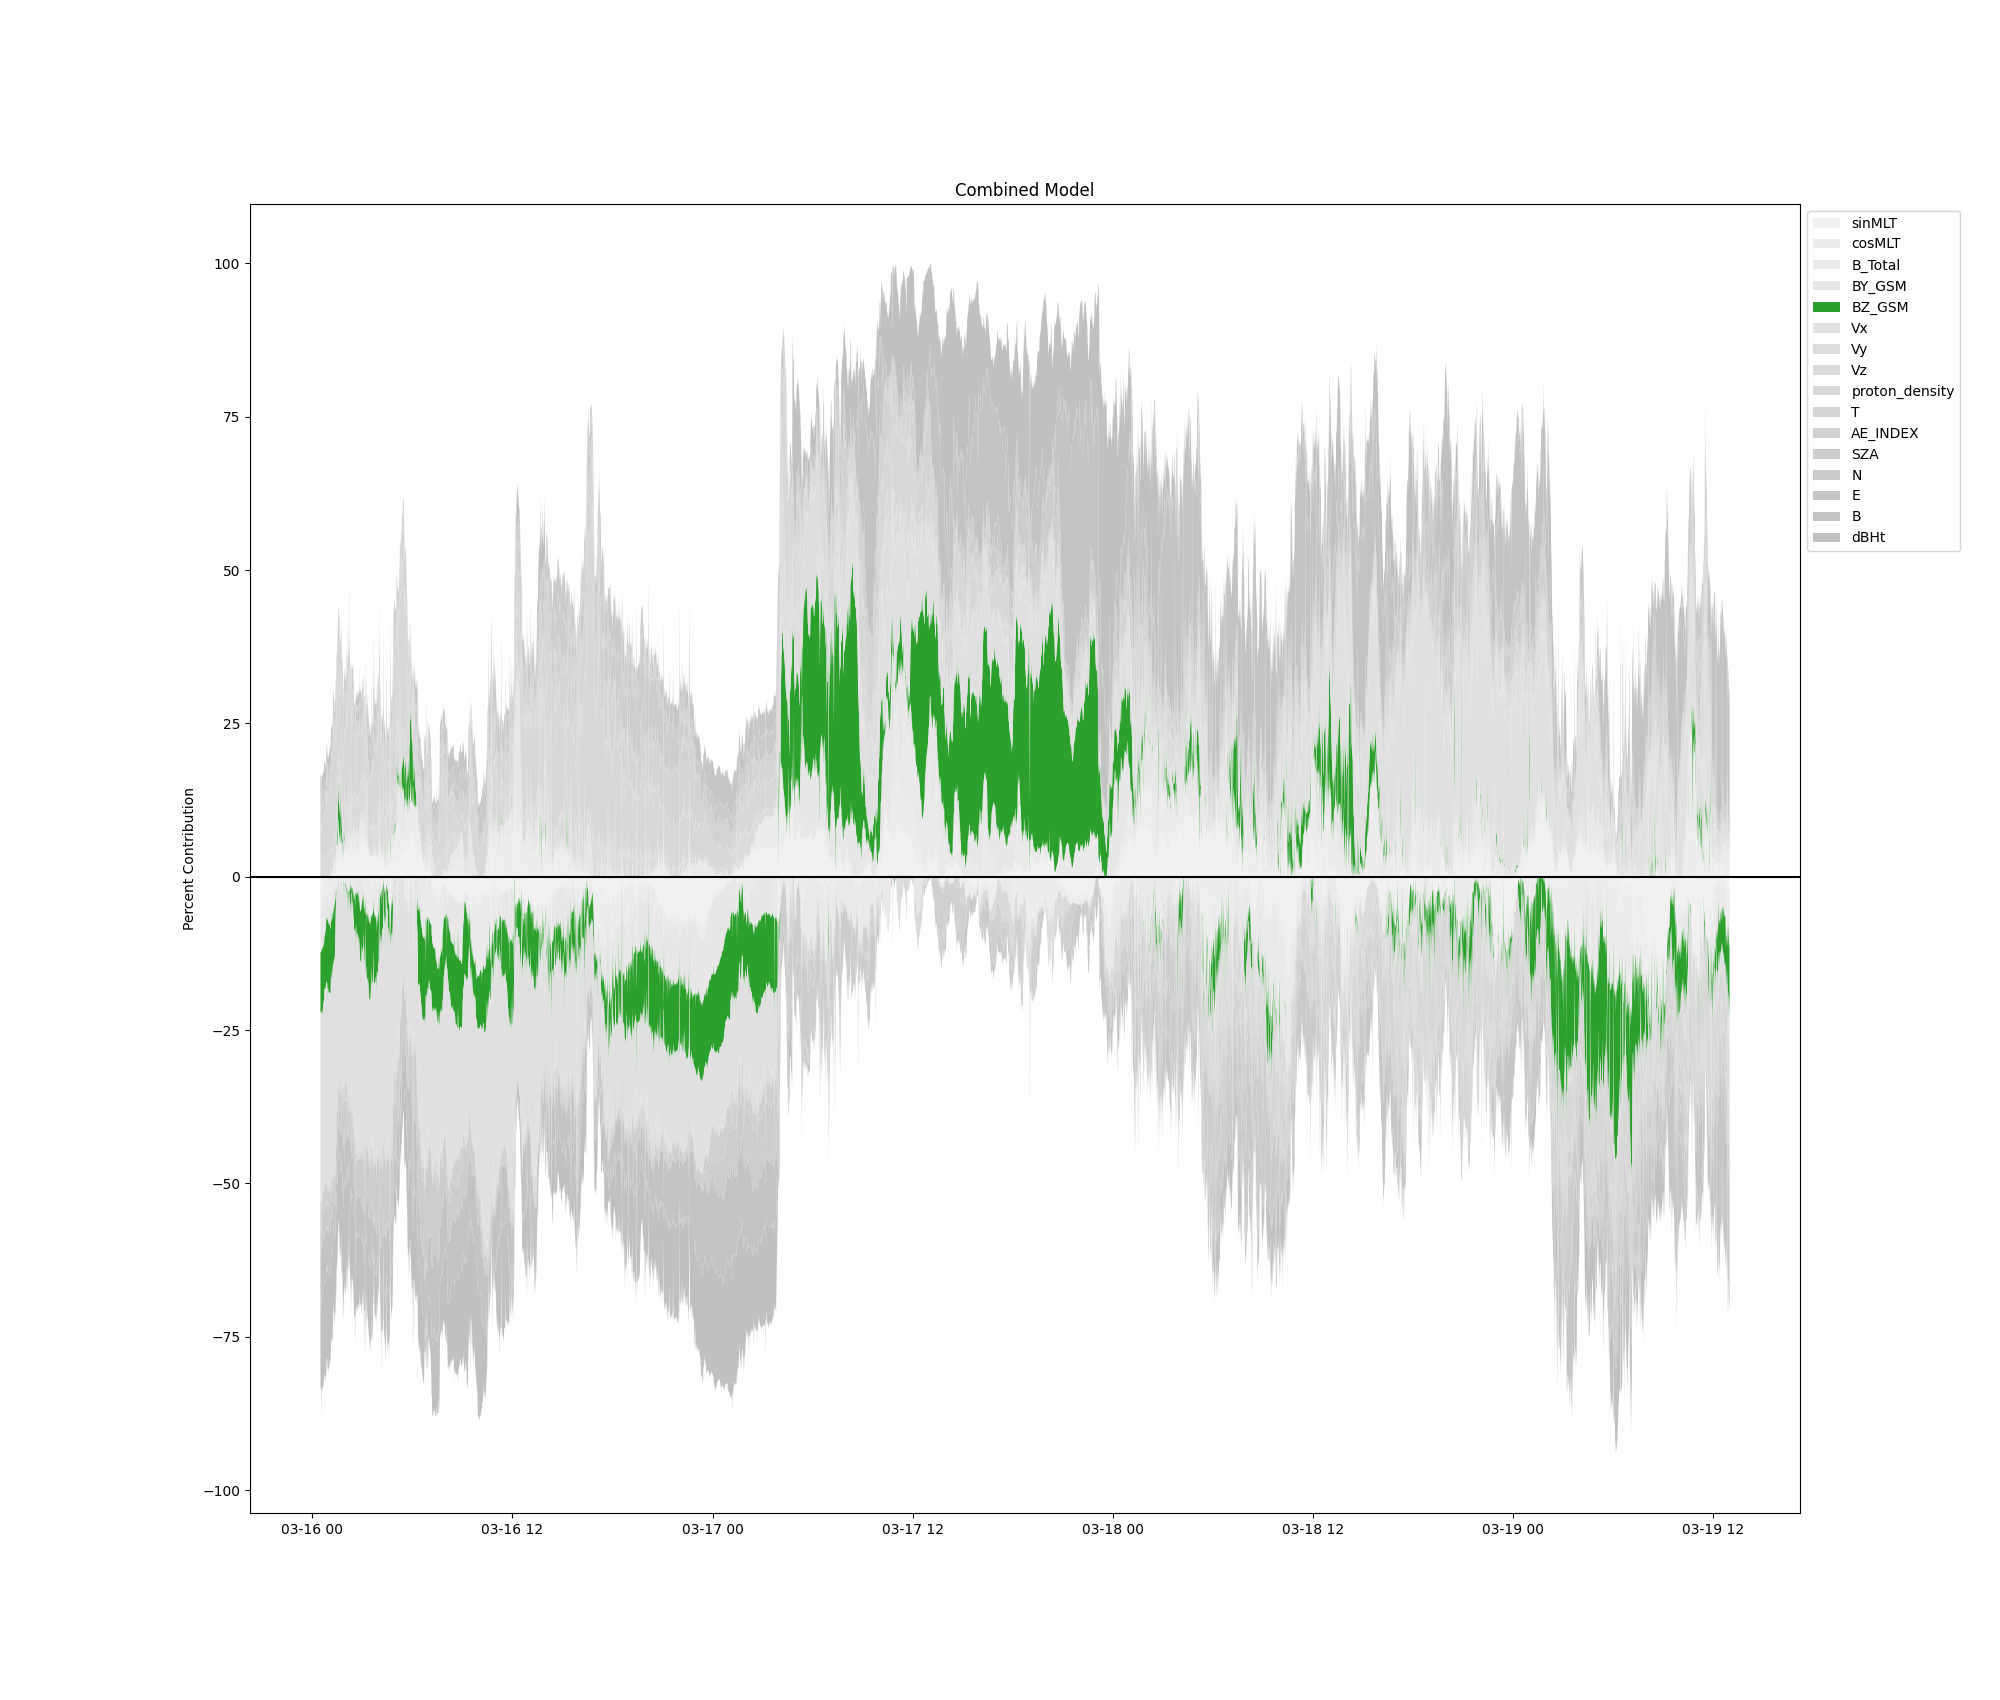 Combined Model
100
75
50
25
0
−25
−50
−75
−100
Percent Contribution
03-16 00
03-16 12
03-17 00
03-17 12
03-18 00
03-18 12
03-19 00
03-19 12
sinMLT
cosMLT
B_Total
BY_GSM
BZ_GSM
Vx
Vy
Vz
proton_density
T
AE_INDEX
SZA
N
E
B
dBHt